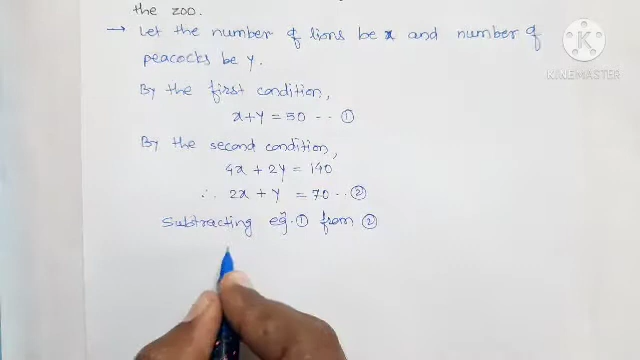 the zoo.
→ Let the number of lions be x and number of
peacocks be y.
By the first condition,
x+y = 50 -- ①
By the second condition,
4x + 2y = 140
∴ 2x + y = 70 -- ②
Subtracting eq. ① from ②
KINEMASTER